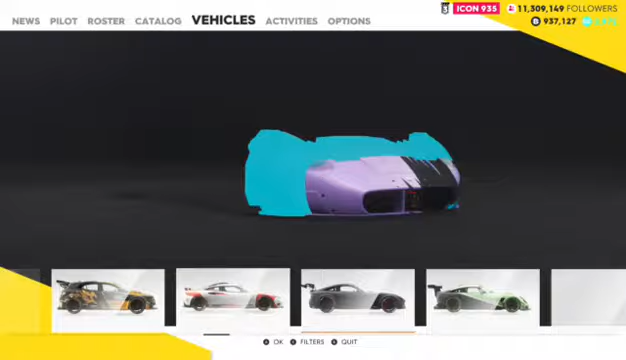 ICON 935 11,309,149 FOLLOWERS
NEWS PILOT ROSTER CATALOG VEHICLES ACTIVITIES OPTIONS
937,127
OK FILTERS QUIT